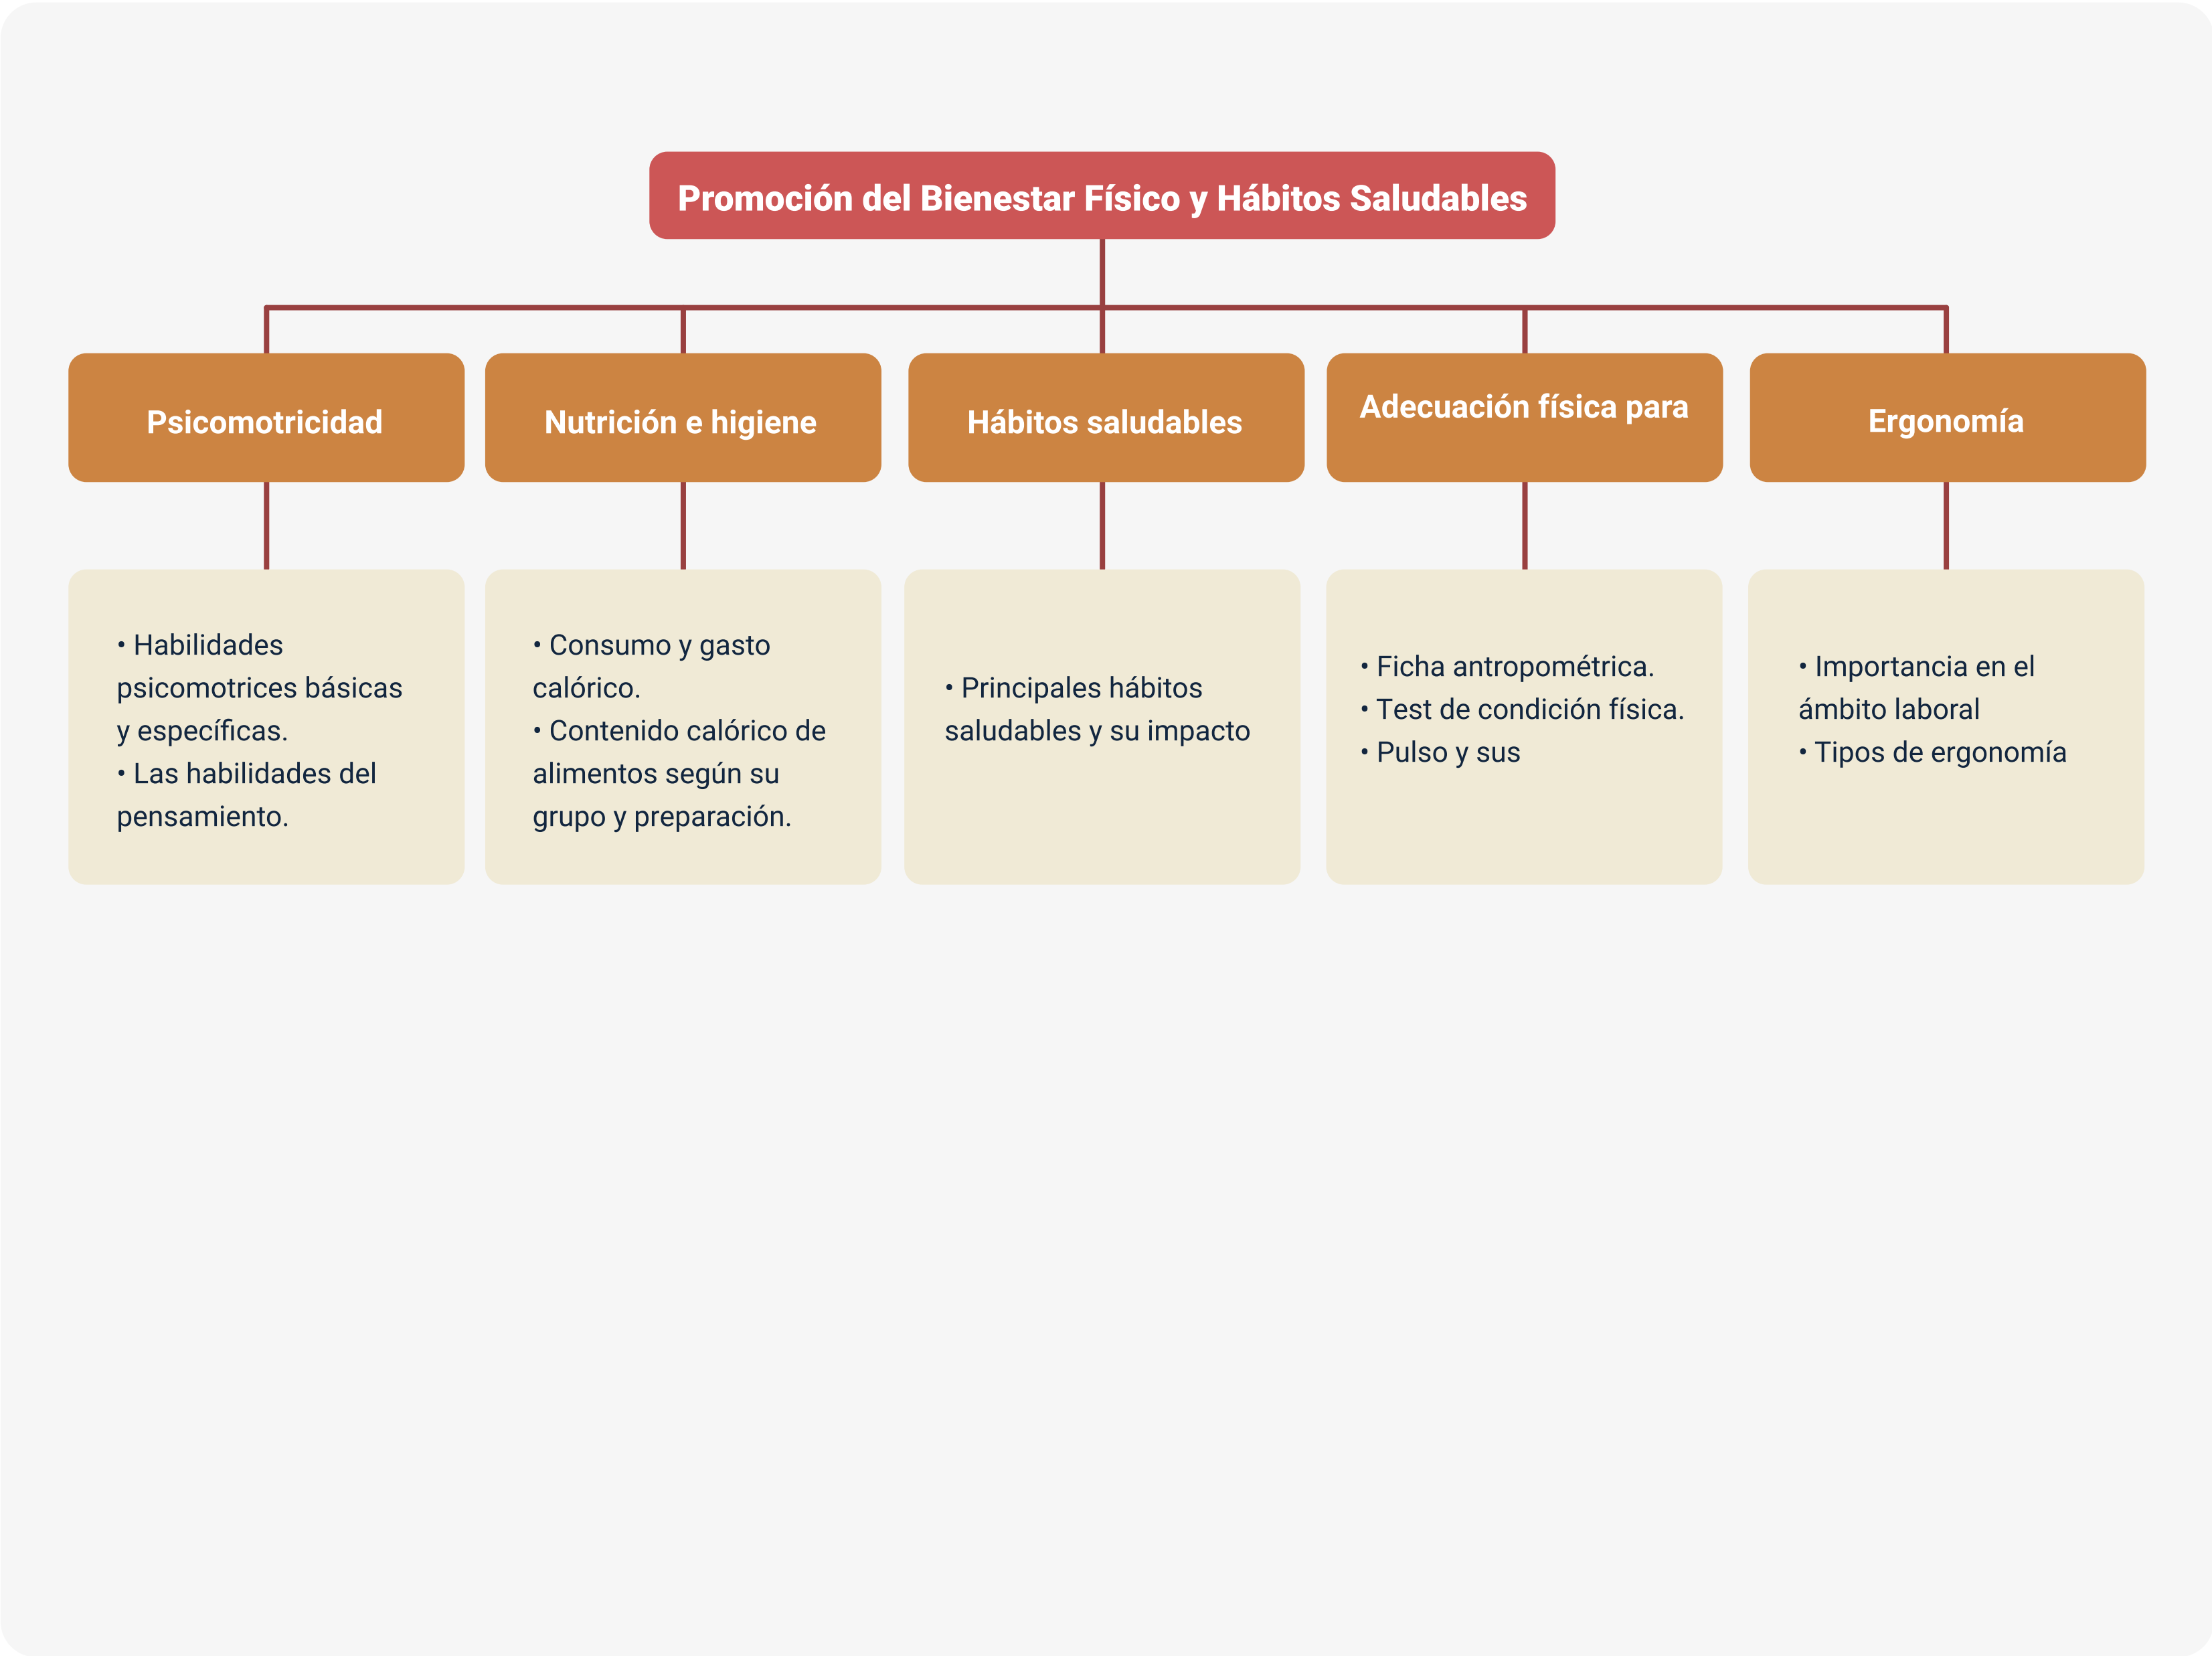 Promoción del Bienestar Físico y Hábitos Saludables
Psicomotricidad
Nutrición e higiene
Hábitos saludables
Adecuación física para
Ergonomía
• Habilidades
psicomotrices básicas
y específicas.
• Las habilidades del
pensamiento.
• Consumo y gasto
calórico.
• Contenido calórico de
alimentos según su
grupo y preparación.
• Principales hábitos
saludables y su impacto
• Ficha antropométrica.
• Test de condición física.
• Pulso y sus
• Importancia en el
ámbito laboral
• Tipos de ergonomía